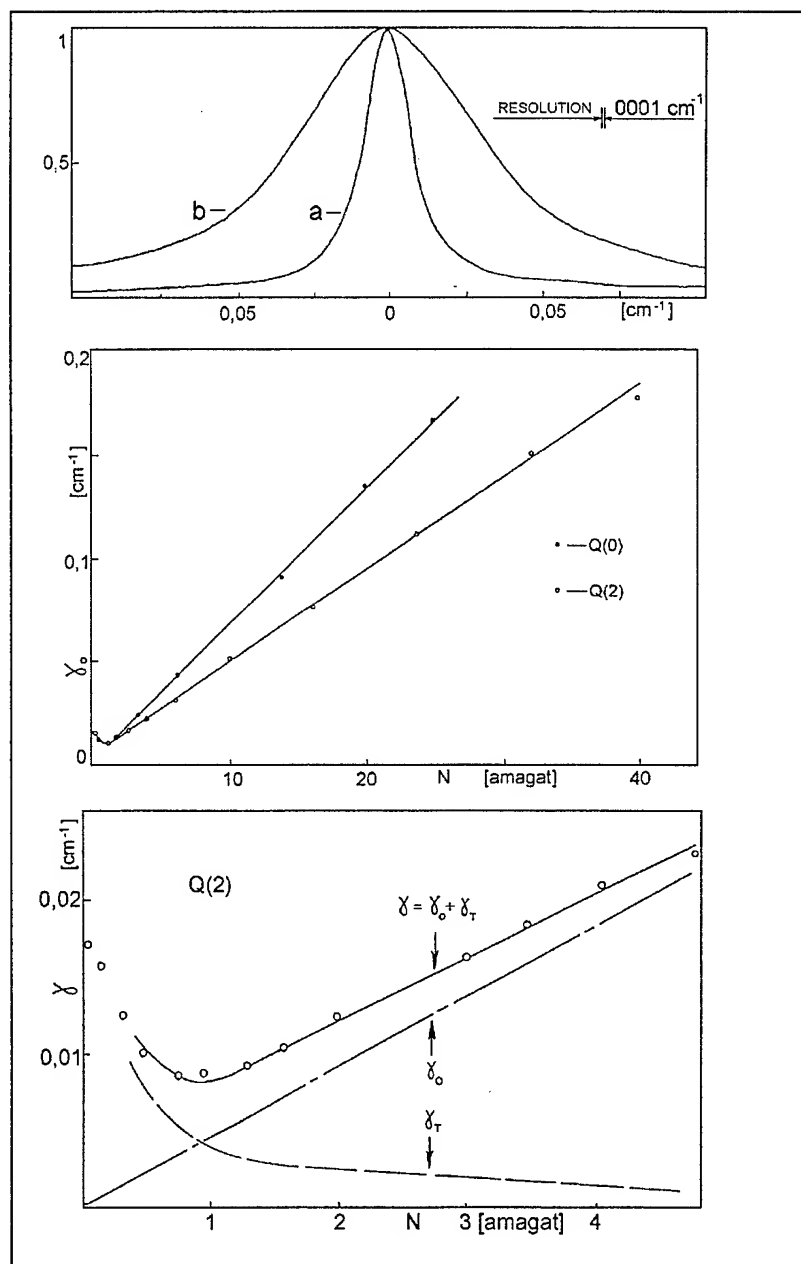 1
RESOLUTION 0001 cm⁻¹
0,5
b
a
0,05 0 0,05 [cm⁻¹]
0,2
[cm⁻¹]
0,1
Q(0)
Q(2)
γ₀
0
10 20 N [amagat] 40
[cm⁻¹]
Q(2)
0,02
γ = γ₀ + γ_T
γ
0,01
γ₀
γ_T
1 2 N 3 [amagat] 4